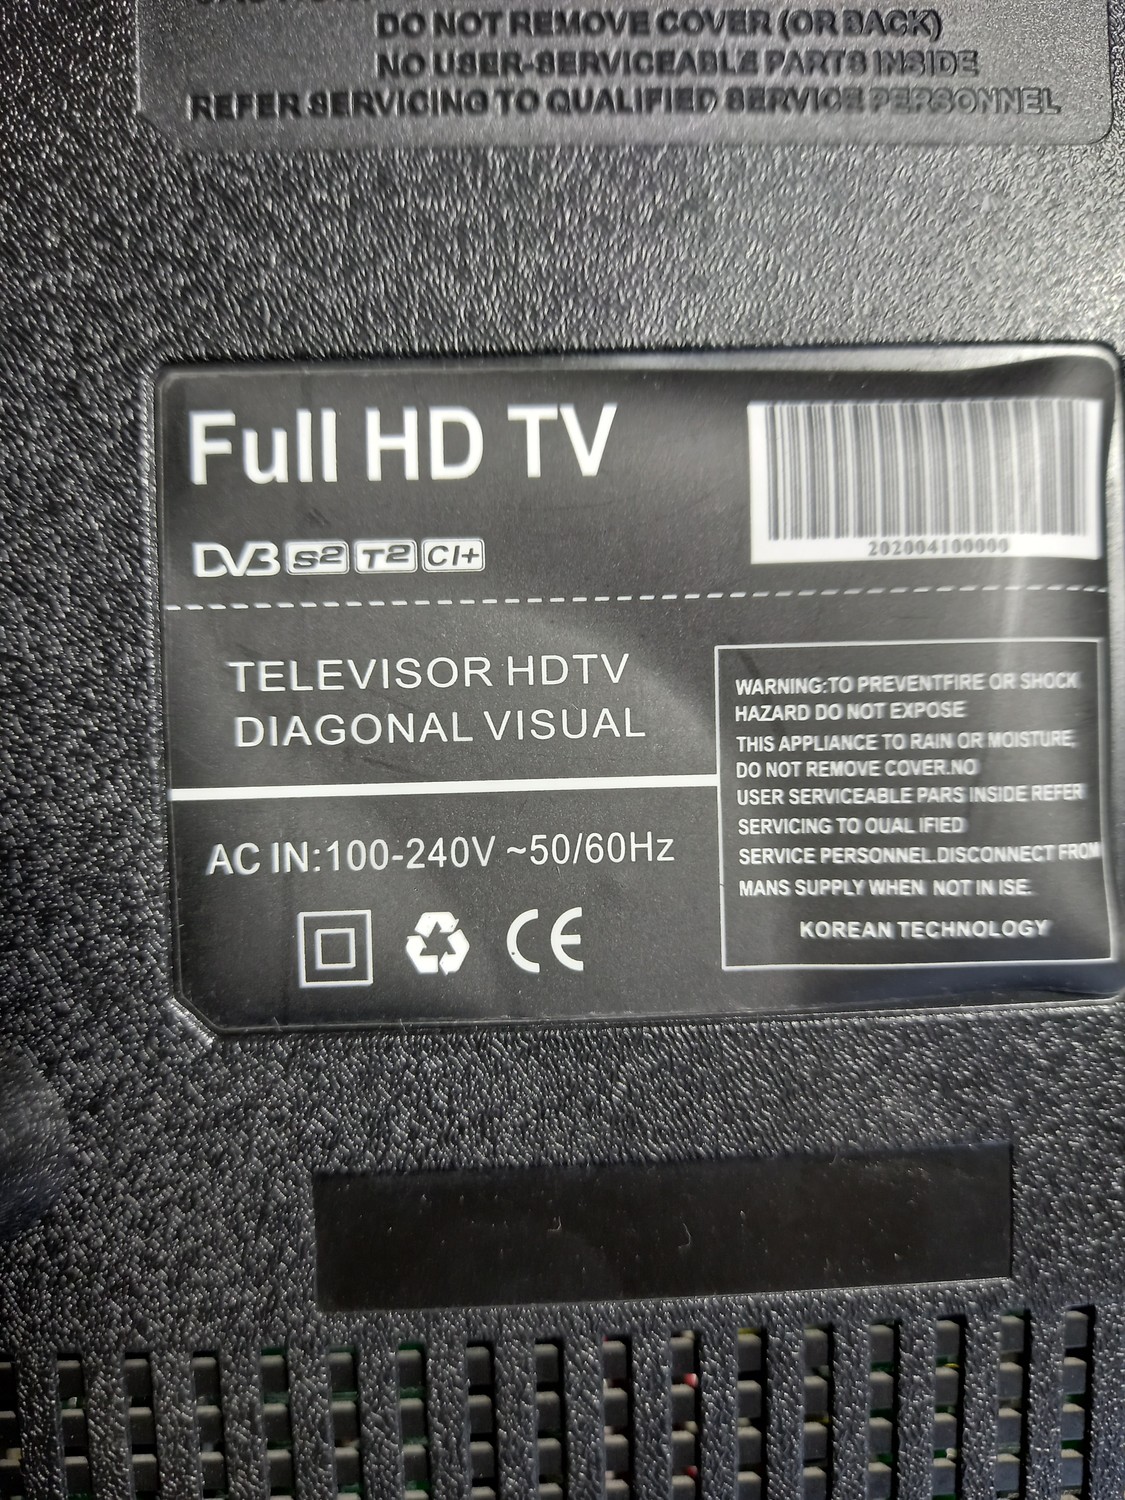 DO NOT REMOVE COVER (OR BACK)
NO USER-SERVICEABLE PARTS INSIDE
REFER SERVICING TO QUALIFIED SERVICE PERSONNEL
Full HD TV
202004100000
DVB S2 T2 CI+
TELEVISOR HDTV
DIAGONAL VISUAL
AC IN:100-240V ~50/60Hz
CE
WARNING:TO PREVENTFIRE OR SHOCK
HAZARD DO NOT EXPOSE
THIS APPLIANCE TO RAIN OR MOISTURE,
DO NOT REMOVE COVER.NO
USER SERVICEABLE PARS INSIDE REFER
SERVICING TO OUAL IFIED
SERVICE PERSONNEL.DISCONNECT FROM
MANS SUPPLY WHEN NOT IN ISE.
KOREAN TECHNOLOGY